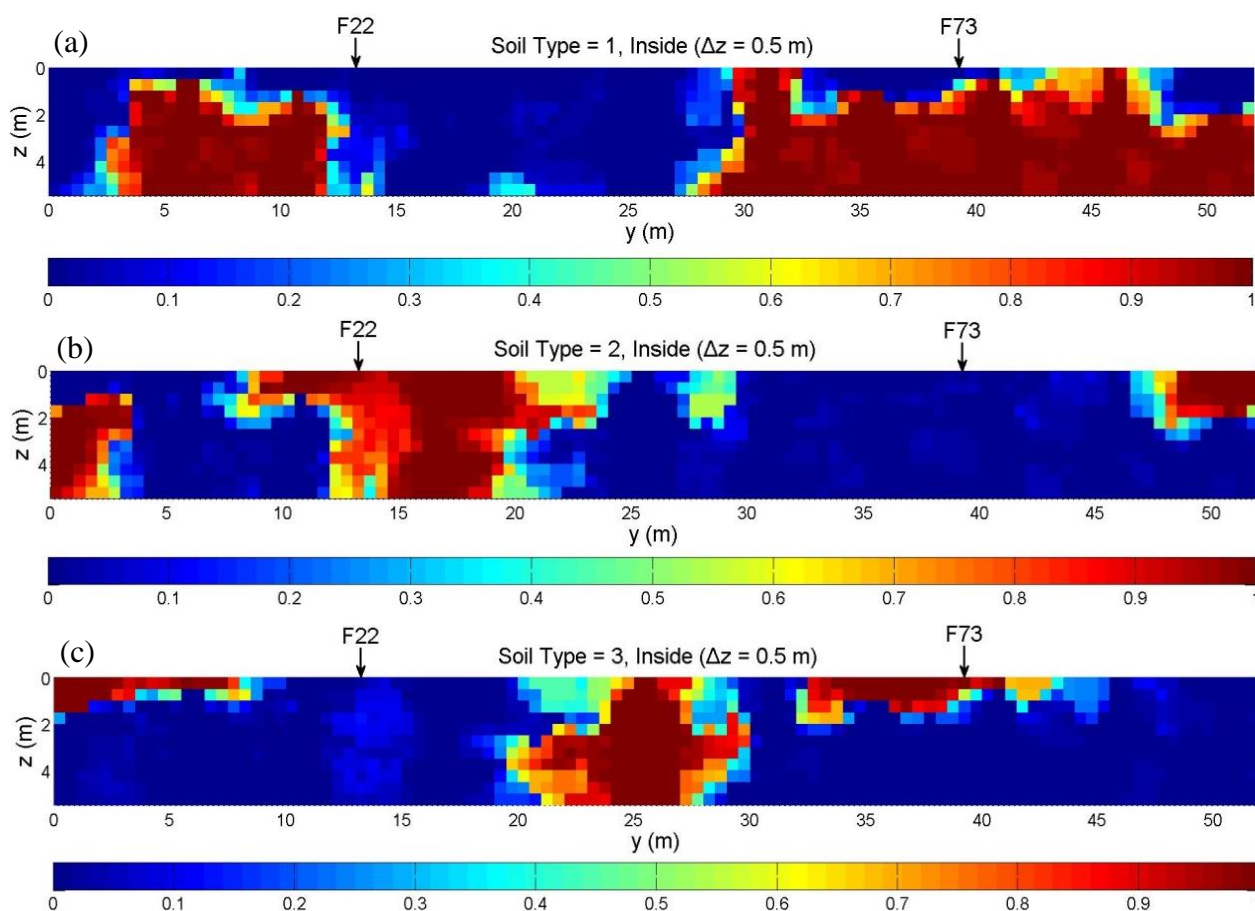 (a)
F22
F73
Soil Type = 1, Inside (Δz = 0.5 m)
z (m)
0
2
4
0 5 10 15 20 25 30 35 40 45 50
y (m)
0 0.1 0.2 0.3 0.4 0.5 0.6 0.7 0.8 0.9 1
(b)
F22
F73
Soil Type = 2, Inside (Δz = 0.5 m)
z (m)
0
2
4
0 5 10 15 20 25 30 35 40 45 50
y (m)
0 0.1 0.2 0.3 0.4 0.5 0.6 0.7 0.8 0.9 1
(c)
F22
F73
Soil Type = 3, Inside (Δz = 0.5 m)
z (m)
0
2
4
0 5 10 15 20 25 30 35 40 45 50
y (m)
0 0.1 0.2 0.3 0.4 0.5 0.6 0.7 0.8 0.9